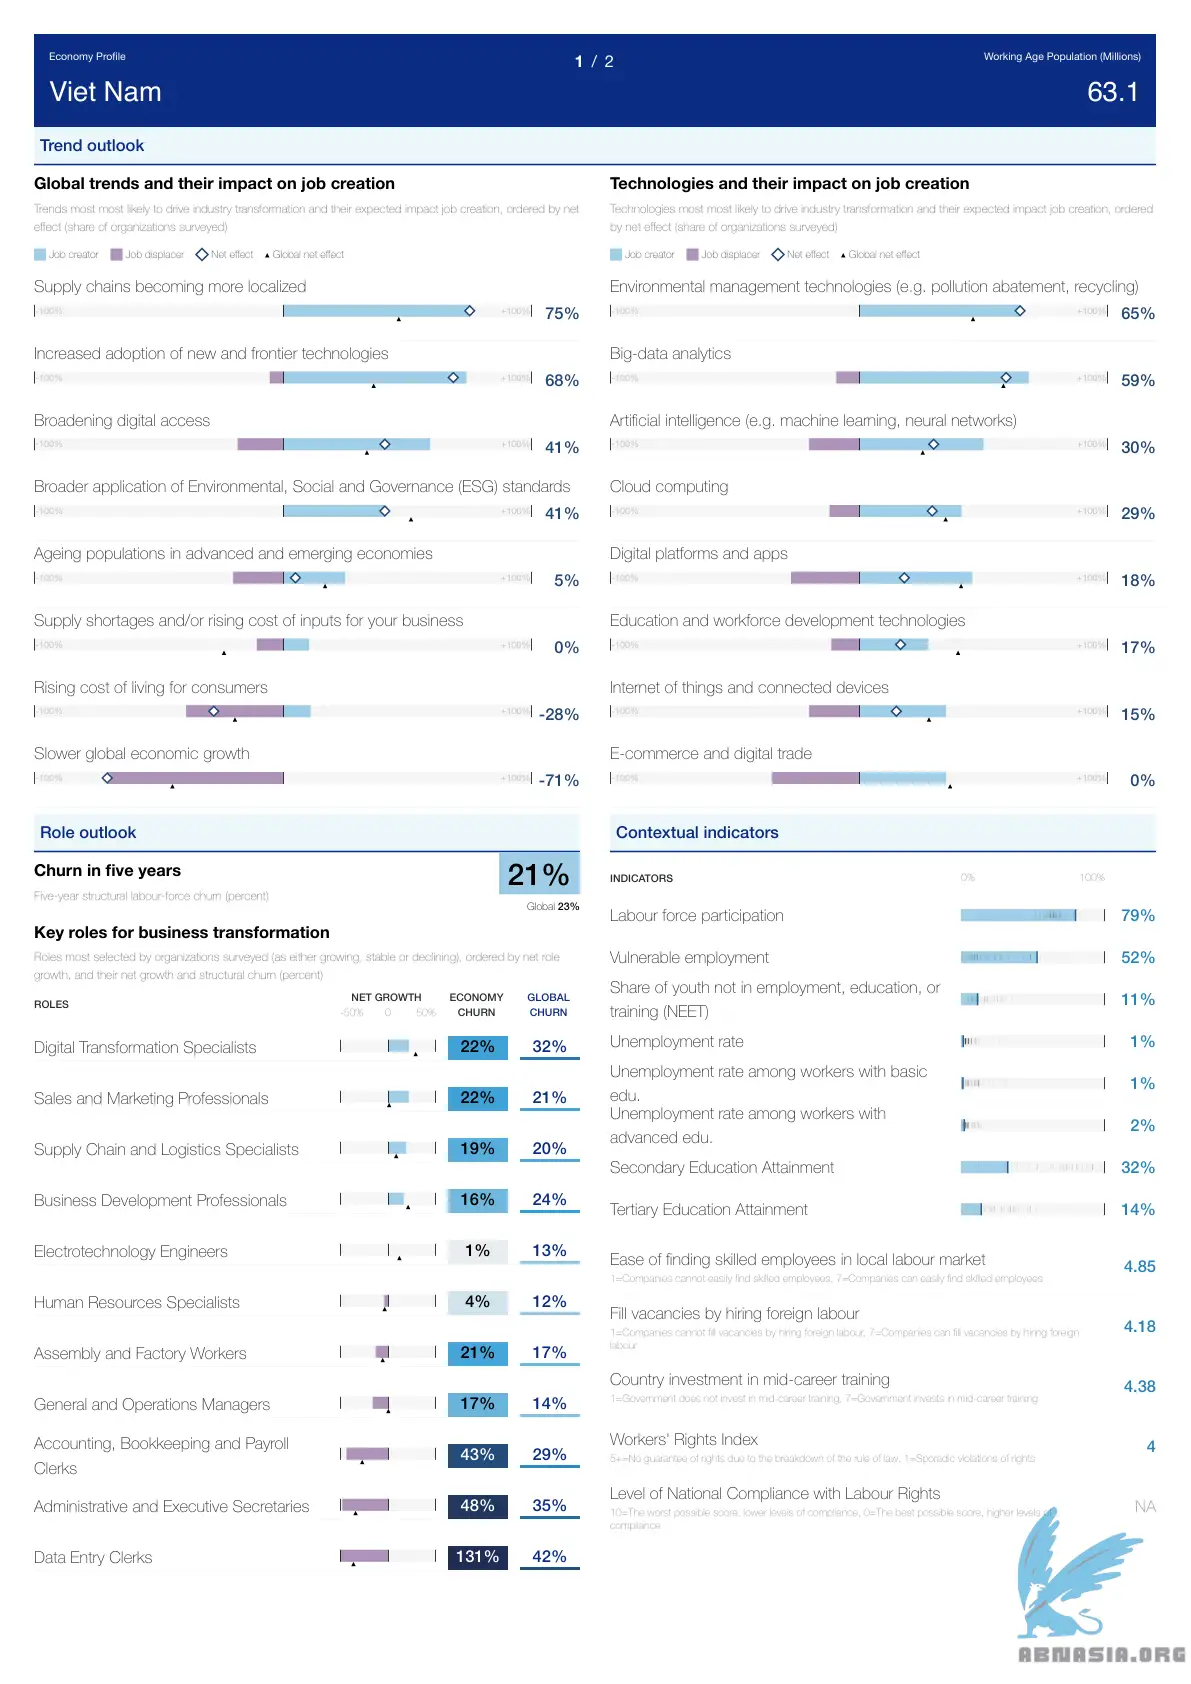 Economy Profile
1 / 2
Working Age Population (Millions)
Viet Nam
63.1
Trend outlook
Global trends and their impact on job creation
Trends most most likely to drive industry transformation and their expected impact job creation, ordered by net
effect (share of organizations surveyed)
Job creator Job displacer Net effect Global net effect
Supply chains becoming more localized
-100% +100% 75%
Increased adoption of new and frontier technologies
-100% +100% 68%
Broadening digital access
-100% +100% 41%
Broader application of Environmental, Social and Governance (ESG) standards
-100% +100% 41%
Ageing populations in advanced and emerging economies
-100% +100% 5%
Supply shortages and/or rising cost of inputs for your business
-100% +100% 0%
Rising cost of living for consumers
-100% +100% -28%
Slower global economic growth
-100% +100% -71%
Technologies and their impact on job creation
Technologies most most likely to drive industry transformation and their expected impact job creation, ordered
by net effect (share of organizations surveyed)
Job creator Job displacer Net effect Global net effect
Environmental management technologies (e.g. pollution abatement, recycling)
-100% +100% 65%
Big-data analytics
-100% +100% 59%
Artificial intelligence (e.g. machine learning, neural networks)
-100% +100% 30%
Cloud computing
-100% +100% 29%
Digital platforms and apps
-100% +100% 18%
Education and workforce development technologies
-100% +100% 17%
Internet of things and connected devices
-100% +100% 15%
E-commerce and digital trade
-100% +100% 0%
Role outlook
Churn in five years
21%
Five-year structural labour-force churn (percent)
Global 23%
Key roles for business transformation
Roles most selected by organizations surveyed (as either growing, stable or declining), ordered by net role
growth, and their net growth and structural churn (percent)
ROLES NET GROWTH ECONOMY CHURN GLOBAL CHURN
-50% 0 50%
Digital Transformation Specialists 22% 32%
Sales and Marketing Professionals 22% 21%
Supply Chain and Logistics Specialists 19% 20%
Business Development Professionals 16% 24%
Electrotechnology Engineers 1% 13%
Human Resources Specialists 4% 12%
Assembly and Factory Workers 21% 17%
General and Operations Managers 17% 14%
Accounting, Bookkeeping and Payroll
Clerks 43% 29%
Administrative and Executive Secretaries 48% 35%
Data Entry Clerks 131% 42%
Contextual indicators
INDICATORS 0% 100%
Labour force participation 79%
Vulnerable employment 52%
Share of youth not in employment, education, or
training (NEET) 11%
Unemployment rate 1%
Unemployment rate among workers with basic
edu. 1%
Unemployment rate among workers with
advanced edu. 2%
Secondary Education Attainment 32%
Tertiary Education Attainment 14%
Ease of finding skilled employees in local labour market 4.85
1=Companies cannot easily find skilled employees, 7=Companies can easily find skilled employees
Fill vacancies by hiring foreign labour 4.18
1=Companies cannot fill vacancies by hiring foreign labour, 7=Companies can fill vacancies by hiring foreign
labour
Country investment in mid-career training 4.38
1=Government does not invest in mid-career training, 7=Government invests in mid-career training
Workers' Rights Index 4
5+=No guarantee of rights due to the breakdown of the rule of law, 1=Sporadic violations of rights
Level of National Compliance with Labour Rights NA
10=The worst possible score, lower levels of compliance, 0=The best possible score, higher levels of
compliance
ABNASIA.ORG